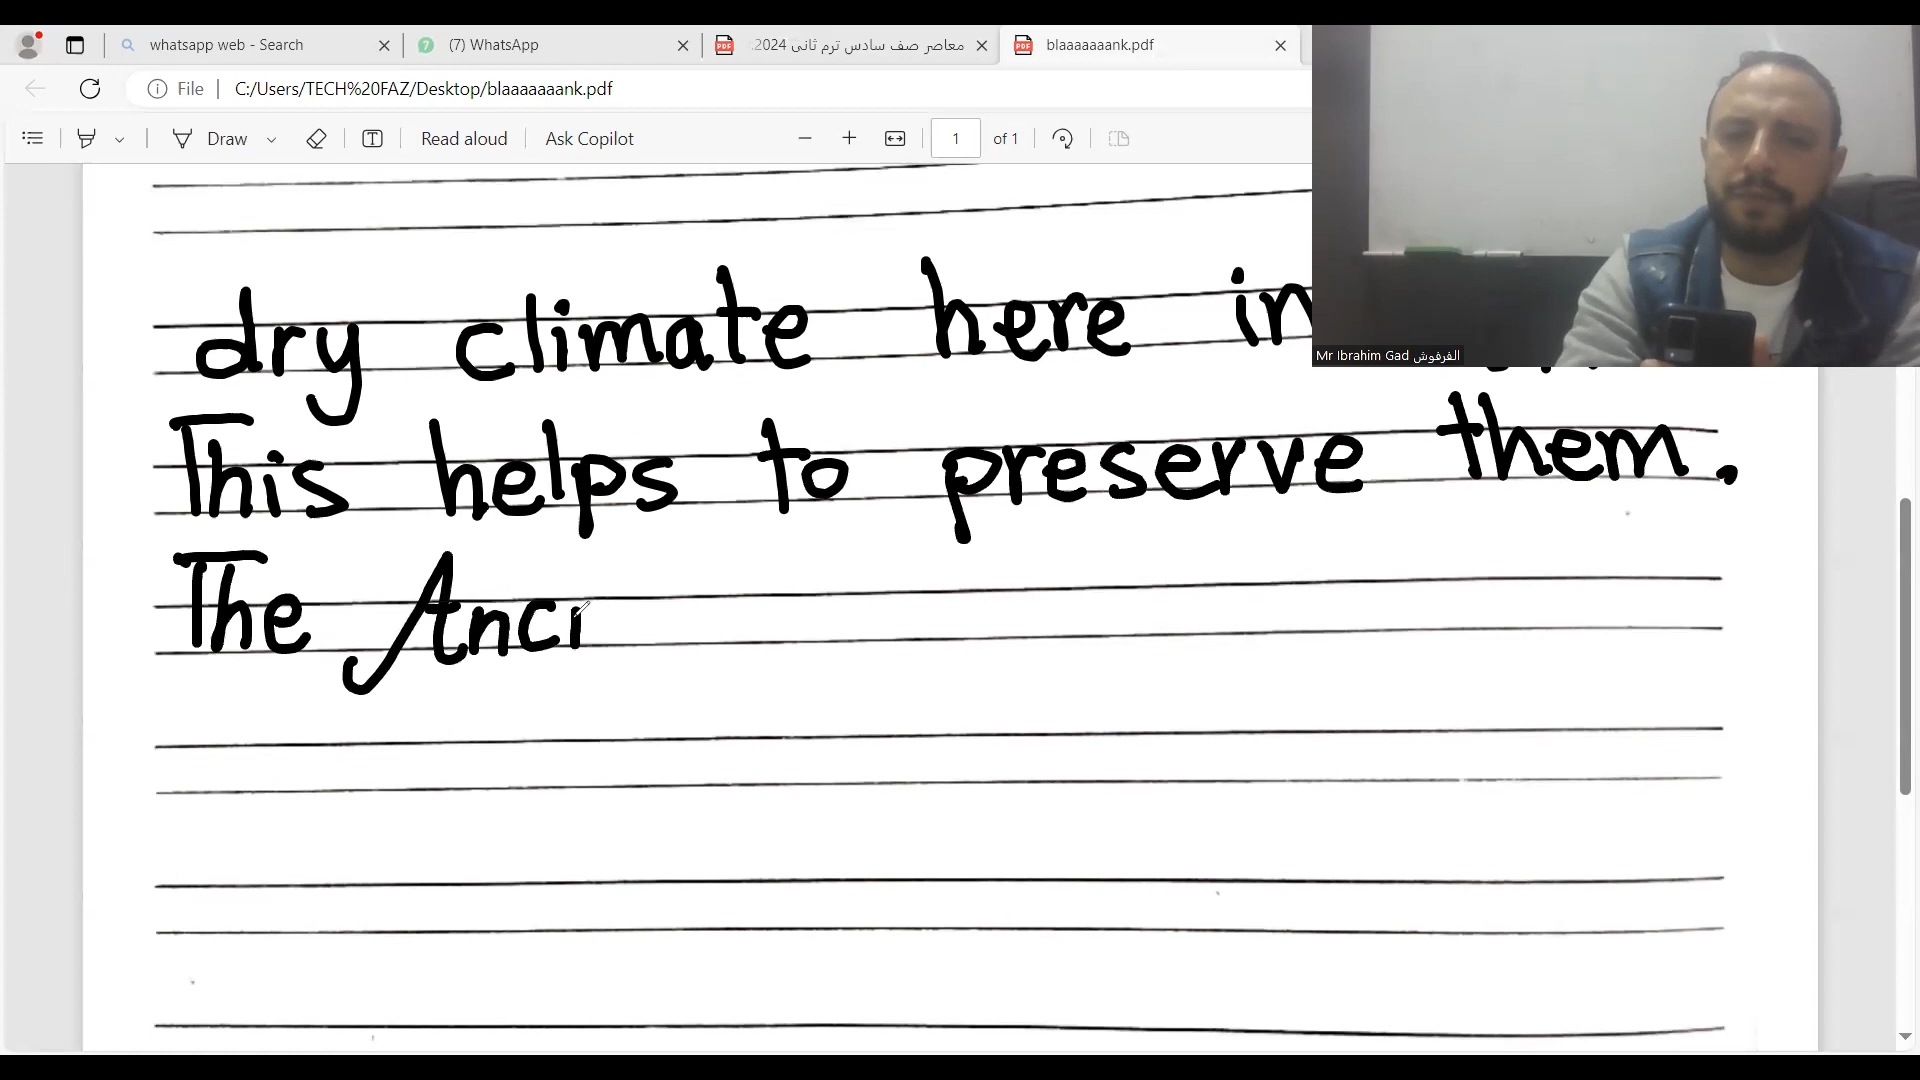 whatsapp web - Search
(7) WhatsApp
معاصر صف سادس ترم ثانى 2024
blaaaaaaank.pdf
File
C:/Users/TECH%20FAZ/Desktop/blaaaaaaank.pdf
Draw
Read aloud
Ask Copilot
1
of 1
dry climate here in
This helps to preserve them.
The Anci
Mr Ibrahim Gad الفرفوش